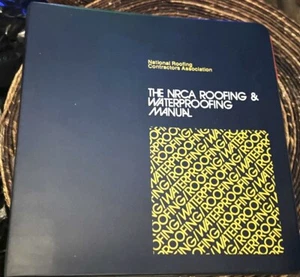 National Roofing
Contractors Association
THE NRCA ROOFING &
WATERPROOFING
MANUAL